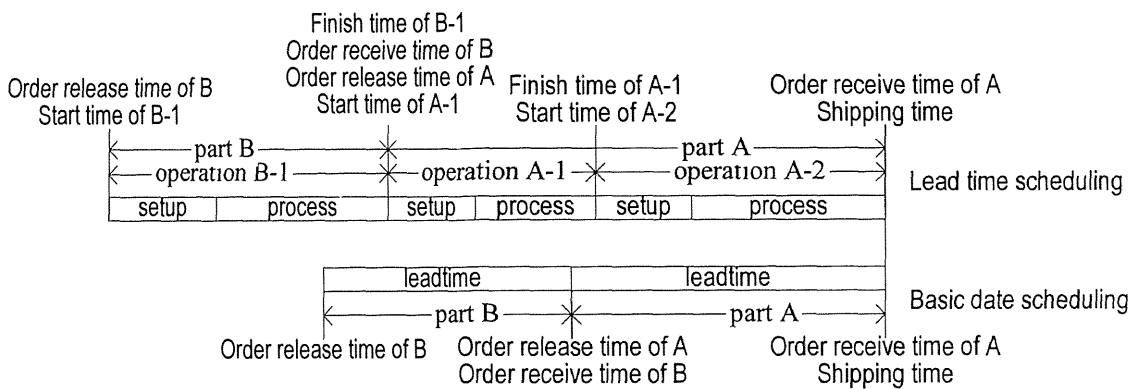 Finish time of B-1
Order receive time of B
Order release time of A
Start time of A-1
Order release time of B
Start time of B-1
Finish time of A-1
Start time of A-2
Order receive time of A
Shipping time
part B
part A
operation B-1
operation A-1
operation A-2
Lead time scheduling
setup
process
setup
process
setup
process
leadtime
leadtime
Basic date scheduling
part B
part A
Order release time of B
Order release time of A
Order receive time of B
Order receive time of A
Shipping time